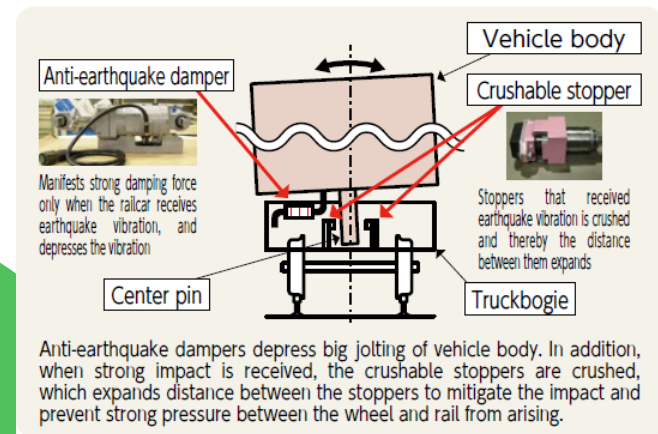 Vehicle body
Anti-earthquake damper
Crushable stopper
Manifests strong damping force
only when the railcar receives
earthquake vibration, and
depresses the vibration
Stoppers that received
earthquake vibration is crushed
and thereby the distance
between them expands
Center pin
Truckbogie
Anti-earthquake dampers depress big jolting of vehicle body. In addition,
when strong impact is received, the crushable stoppers are crushed,
which expands distance between the stoppers to mitigate the impact and
prevent strong pressure between the wheel and rail from arising.